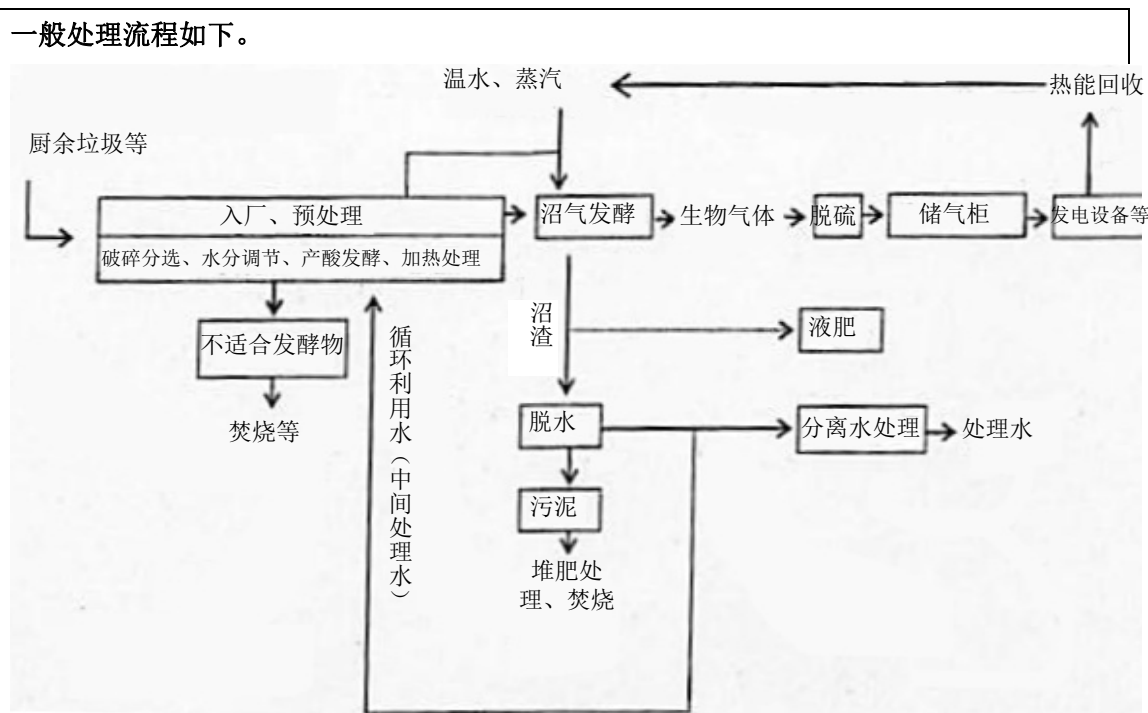 一般处理流程如下。
温水、蒸汽
热能回收
厨余垃圾等
入厂、预处理
沼气发酵
生物气体
脱硫
储气柜
发电设备等
破碎分选、水分调节、产酸发酵、加热处理
沼渣
液肥
不适合发酵物
循环利用水（中间处理水）
焚烧等
脱水
分离水处理
处理水
污泥
堆肥处
理、焚烧